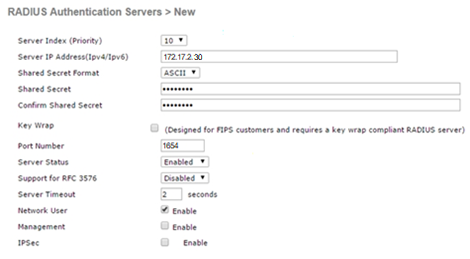 RADIUS Authentication Servers > New
Server Index (Priority) 10
Server IP Address(Ipv4/Ipv6) 172.17.2.30
Shared Secret Format ASCII
Shared Secret ••••••••
Confirm Shared Secret ••••••••
Key Wrap (Designed for FIPS customers and requires a key wrap compliant RADIUS server)
Port Number 1654
Server Status Enabled
Support for RFC 3576 Disabled
Server Timeout 2 seconds
Network User Enable
Management Enable
IPSec Enable